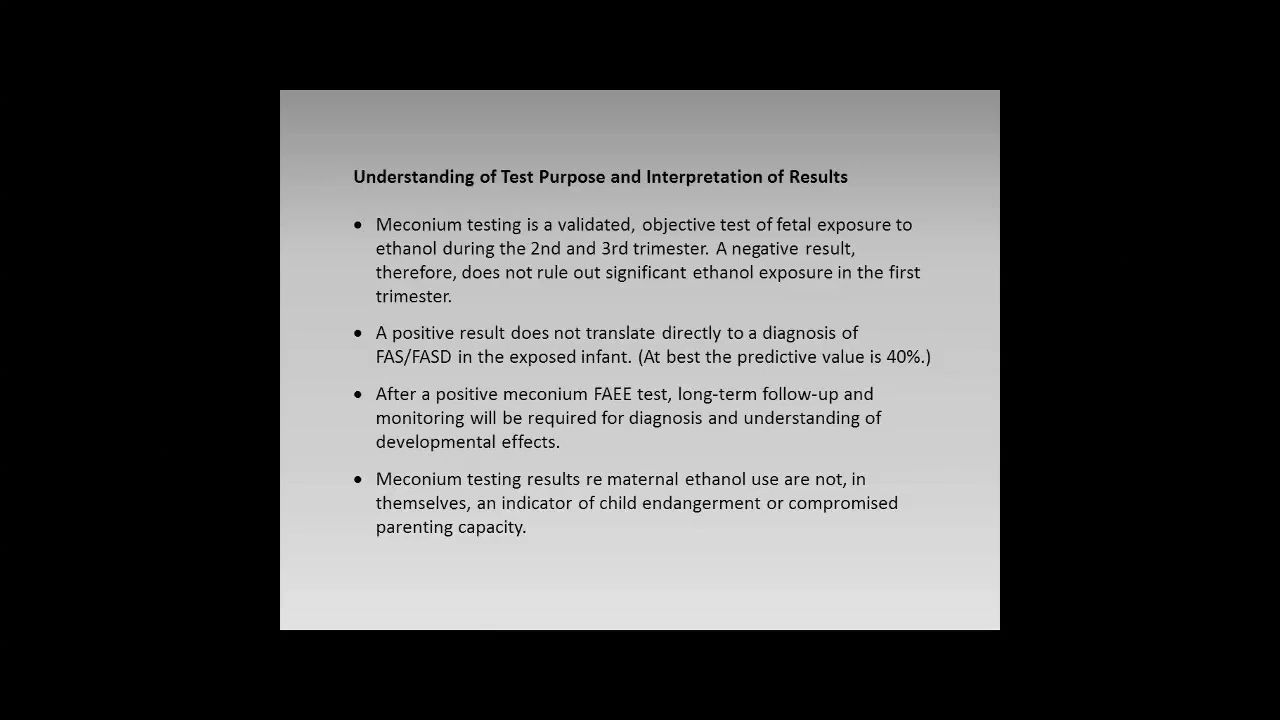 Understanding of Test Purpose and Interpretation of Results
• Meconium testing is a validated, objective test of fetal exposure to
ethanol during the 2nd and 3rd trimester. A negative result,
therefore, does not rule out significant ethanol exposure in the first
trimester.
• A positive result does not translate directly to a diagnosis of
FAS/FASD in the exposed infant. (At best the predictive value is 40%.)
• After a positive meconium FAEE test, long-term follow-up and
monitoring will be required for diagnosis and understanding of
developmental effects.
• Meconium testing results re maternal ethanol use are not, in
themselves, an indicator of child endangerment or compromised
parenting capacity.